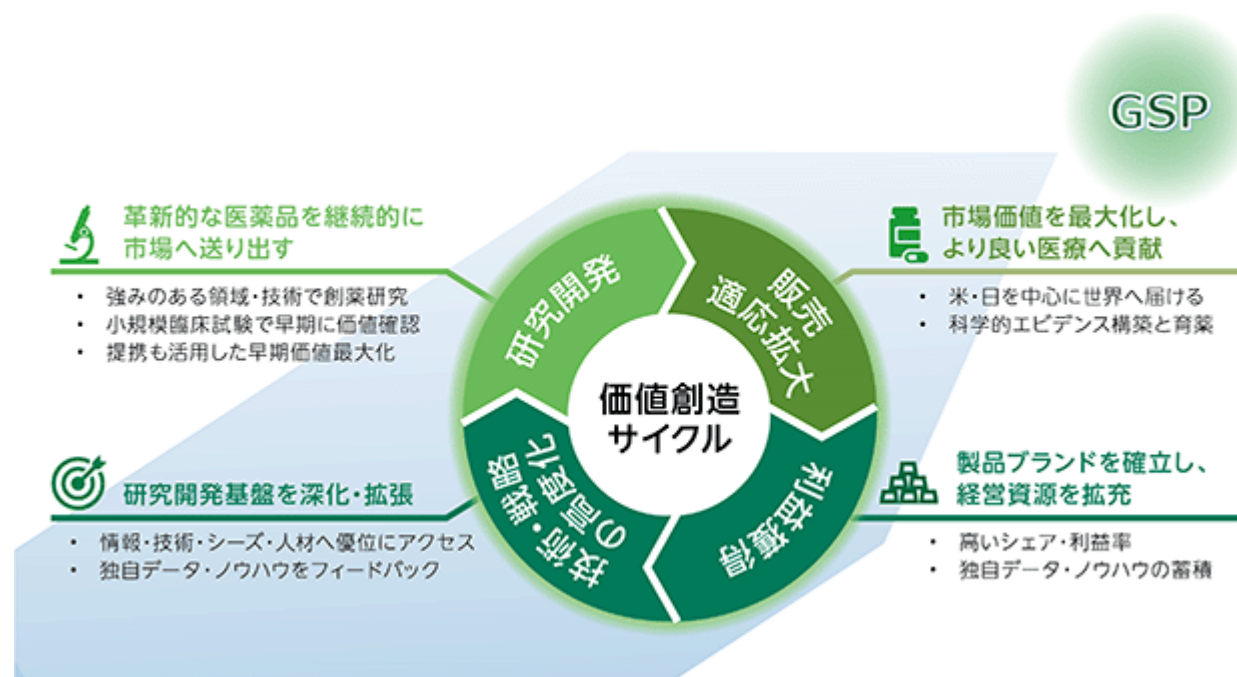 GSP
革新的な医薬品を継続的に
市場へ送り出す
・ 強みのある領域・技術で創薬研究
・ 小規模臨床試験で早期に価値確認
・ 提携も活用した早期価値最大化
市場価値を最大化し、
より良い医療へ貢献
・ 米・日を中心に世界へ届ける
・ 科学的エビデンス構築と育薬
研究開発
販売
適応拡大
価値創造
サイクル
技術・戦略
の高度化
利益獲得
研究開発基盤を深化・拡張
・ 情報・技術・シーズ・人材へ優位にアクセス
・ 独自データ・ノウハウをフィードバック
製品ブランドを確立し、
経営資源を拡充
・ 高いシェア・利益率
・ 独自データ・ノウハウの蓄積